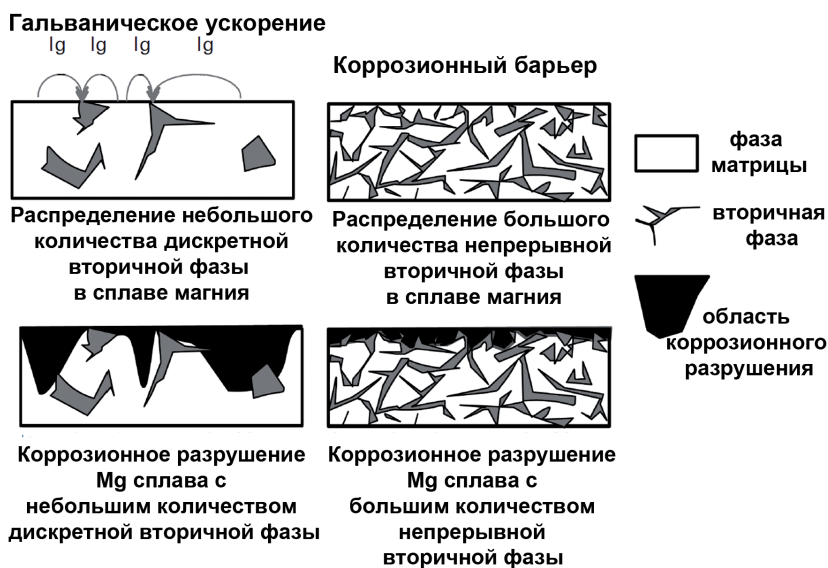 Гальваническое ускорение
Ig Ig Ig Ig
Коррозионный барьер
Распределение небольшого
количества дискретной
вторичной фазы
в сплаве магния
Распределение большого
количества непрерывной
вторичной фазы
в сплаве магния
фаза
матрицы
вторичная
фаза
область
коррозионного
разрушения
Коррозионное разрушение
Mg сплава с
небольшим количеством
дискретной вторичной фазы
Коррозионное разрушение
Mg сплава с
большим количеством
непрерывной
вторичной фазы